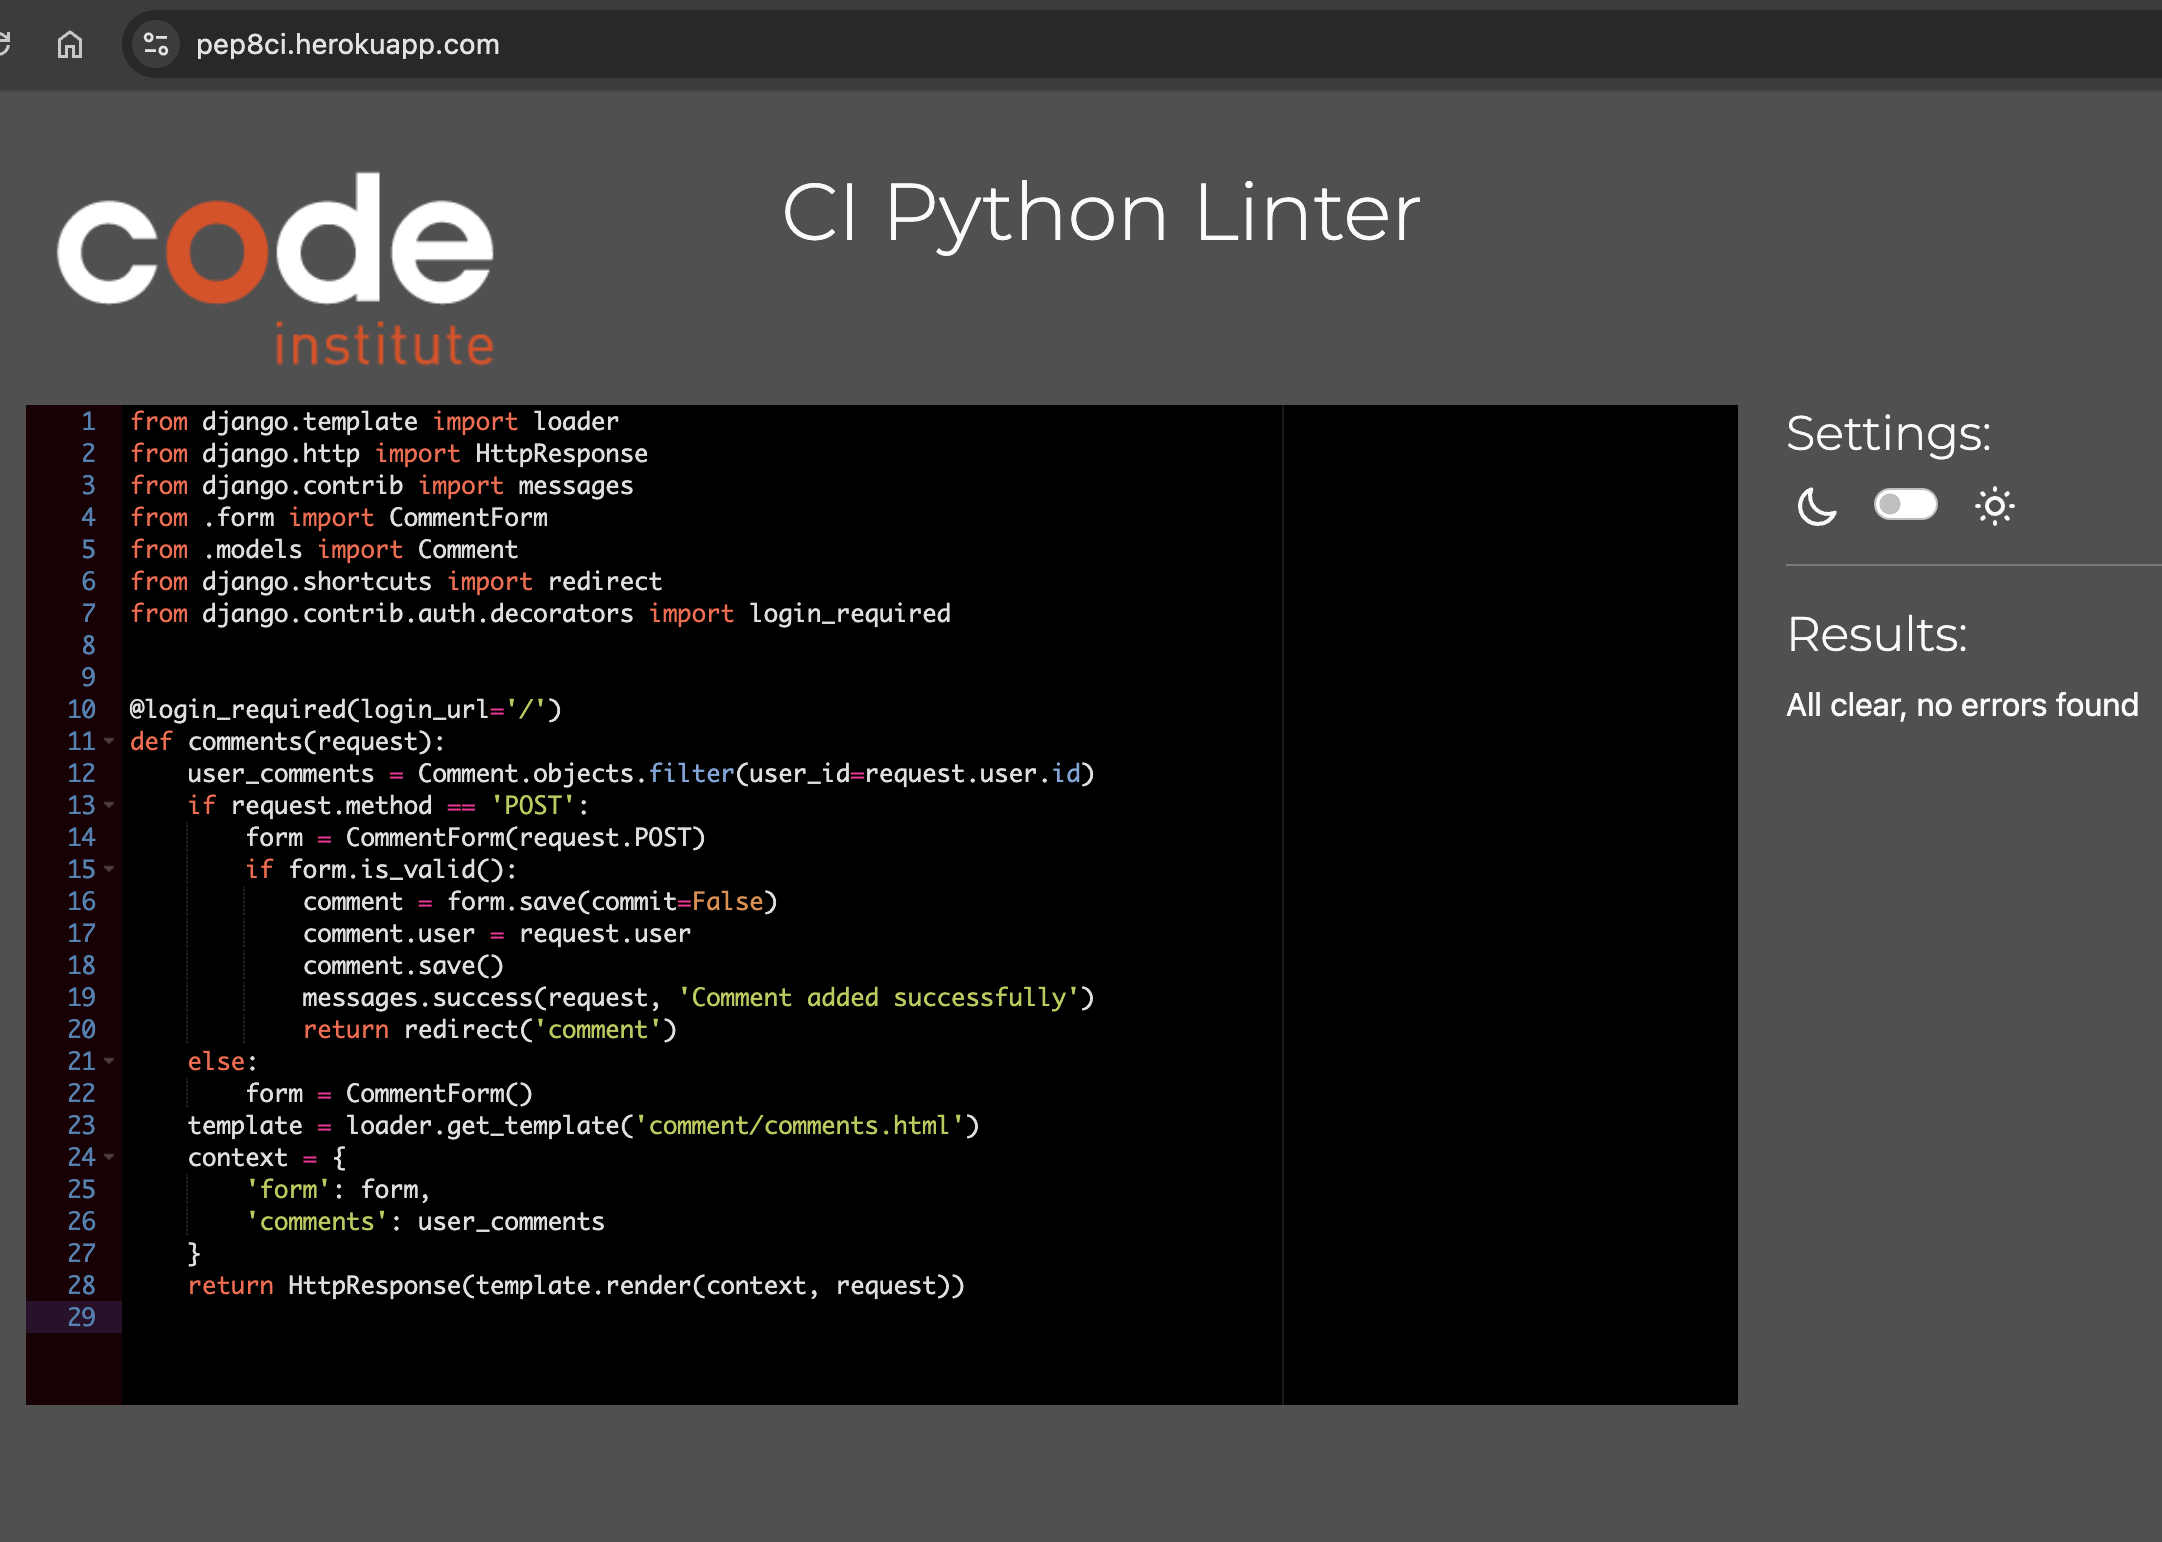 pep8ci.herokuapp.com
code
institute
CI Python Linter
1 from django.template import loader
2 from django.http import HttpResponse
3 from django.contrib import messages
4 from .form import CommentForm
5 from .models import Comment
6 from django.shortcuts import redirect
7 from django.contrib.auth.decorators import login_required
8
9
10 @login_required(login_url='/')
11 def comments(request):
12     user_comments = Comment.objects.filter(user_id=request.user.id)
13     if request.method == 'POST':
14         form = CommentForm(request.POST)
15         if form.is_valid():
16             comment = form.save(commit=False)
17             comment.user = request.user
18             comment.save()
19             messages.success(request, 'Comment added successfully')
20             return redirect('comment')
21     else:
22         form = CommentForm()
23     template = loader.get_template('comment/comments.html')
24     context = {
25         'form': form,
26         'comments': user_comments
27     }
28     return HttpResponse(template.render(context, request))
29
Settings:
Results:
All clear, no errors found